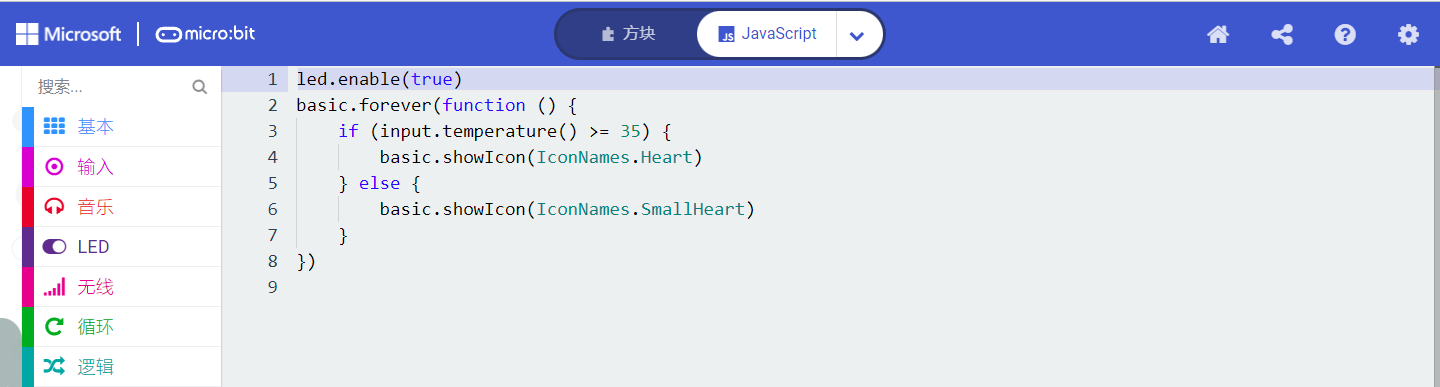 Microsoft micro:bit 方块 JavaScript
搜索...
基本
输入
音乐
LED
无线
循环
逻辑
1 led.enable(true)
2 basic.forever(function () {
3 if (input.temperature() >= 35) {
4 basic.showIcon(IconNames.Heart)
5 } else {
6 basic.showIcon(IconNames.SmallHeart)
7 }
8 })
9